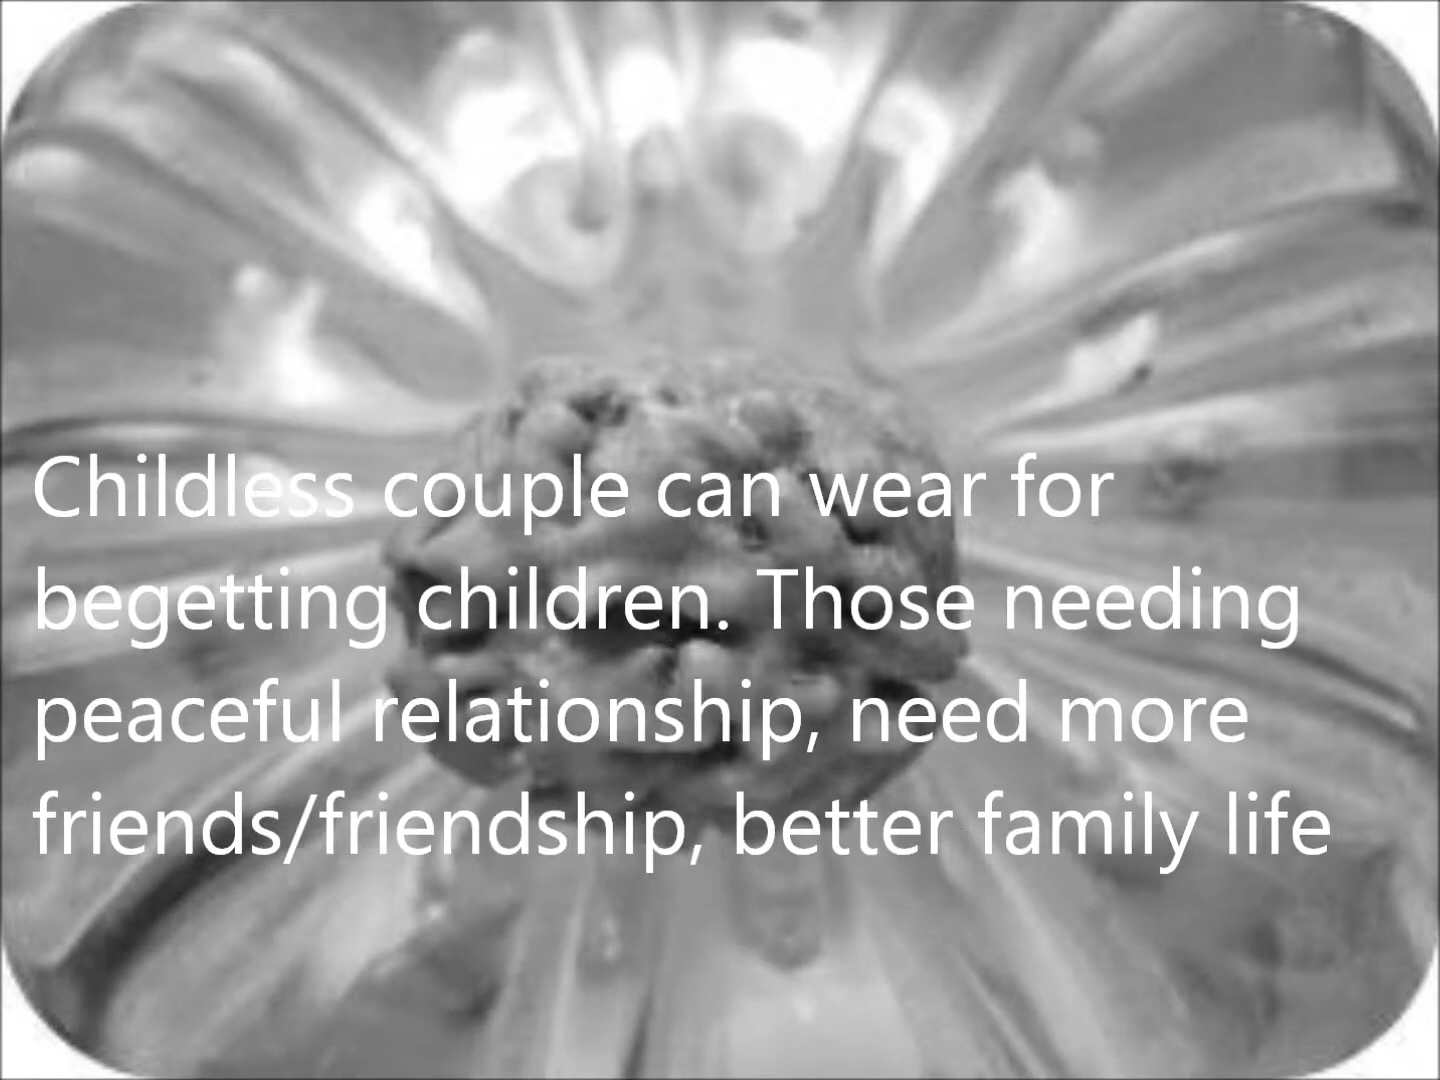 Childless couple can wear for
begetting children. Those needing
peaceful relationship, need more
friends/friendship, better family life